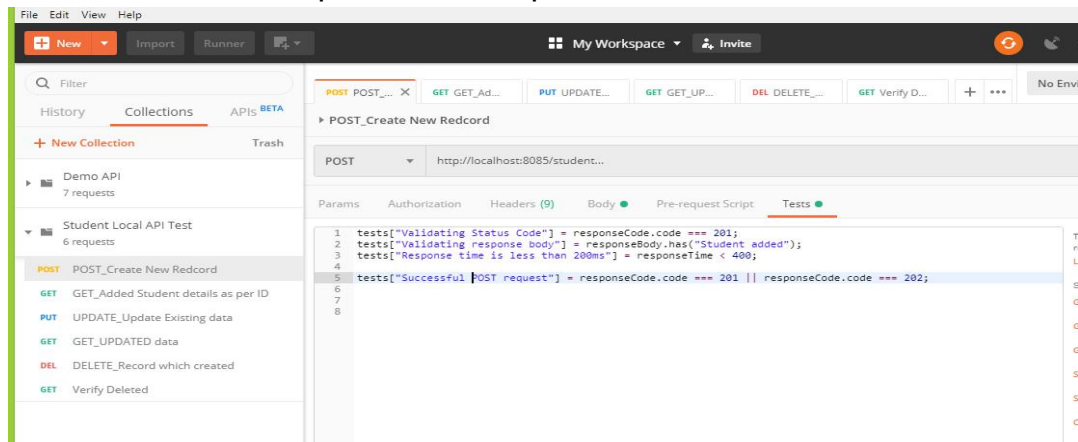 File Edit View Help
New Import Runner My Workspace Invite
Filter
History Collections APIs BETA
+ New Collection Trash
Demo API
7 requests
Student Local API Test
6 requests
POST POST_Create New Redcord
GET GET_Added Student details as per ID
PUT UPDATE_Update Existing data
GET GET_UPDATED data
DEL DELETE_Record which created
GET Verify Deleted
POST POST_... X GET GET_Ad... PUT UPDATE... GET GET_UP... DEL DELETE_... GET Verify D... + ••• No Envi
POST_Create New Redcord
POST http://localhost:8085/student...
Params Authorization Headers (9) Body Pre-request Script Tests
1 tests["Validating Status Code"] = responseCode.code === 201;
2 tests["Validating response body"] = responseBody.has("Student added");
3 tests["Response time is less than 200ms"] = responseTime < 400;
4
5 tests["Successful POST request"] = responseCode.code === 201 || responseCode.code === 202;
6
7
8